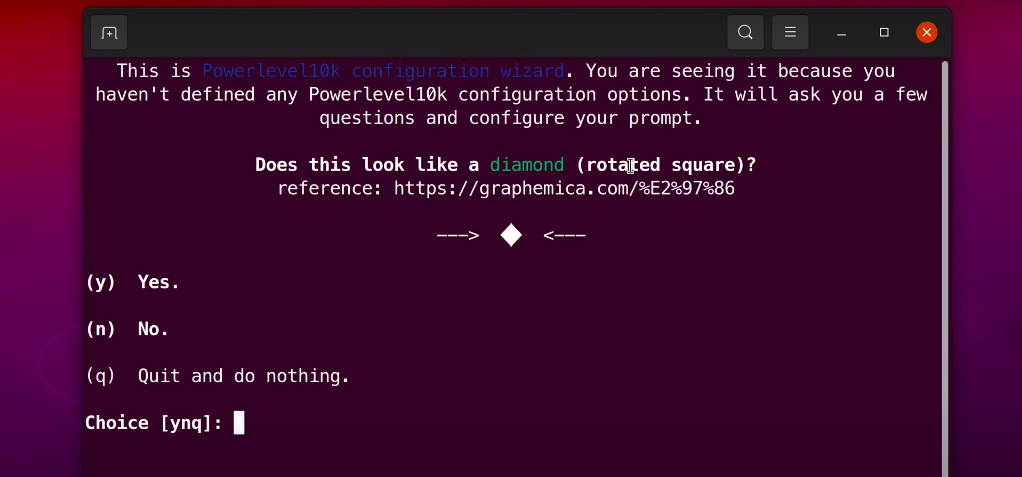 This is Powerlevel10k configuration wizard. You are seeing it because you
haven't defined any Powerlevel10k configuration options. It will ask you a few
questions and configure your prompt.
Does this look like a diamond (rotated square)?
reference: https://graphemica.com/%E2%97%86
---> ◆ <---
(y) Yes.
(n) No.
(q) Quit and do nothing.
Choice [ynq]: